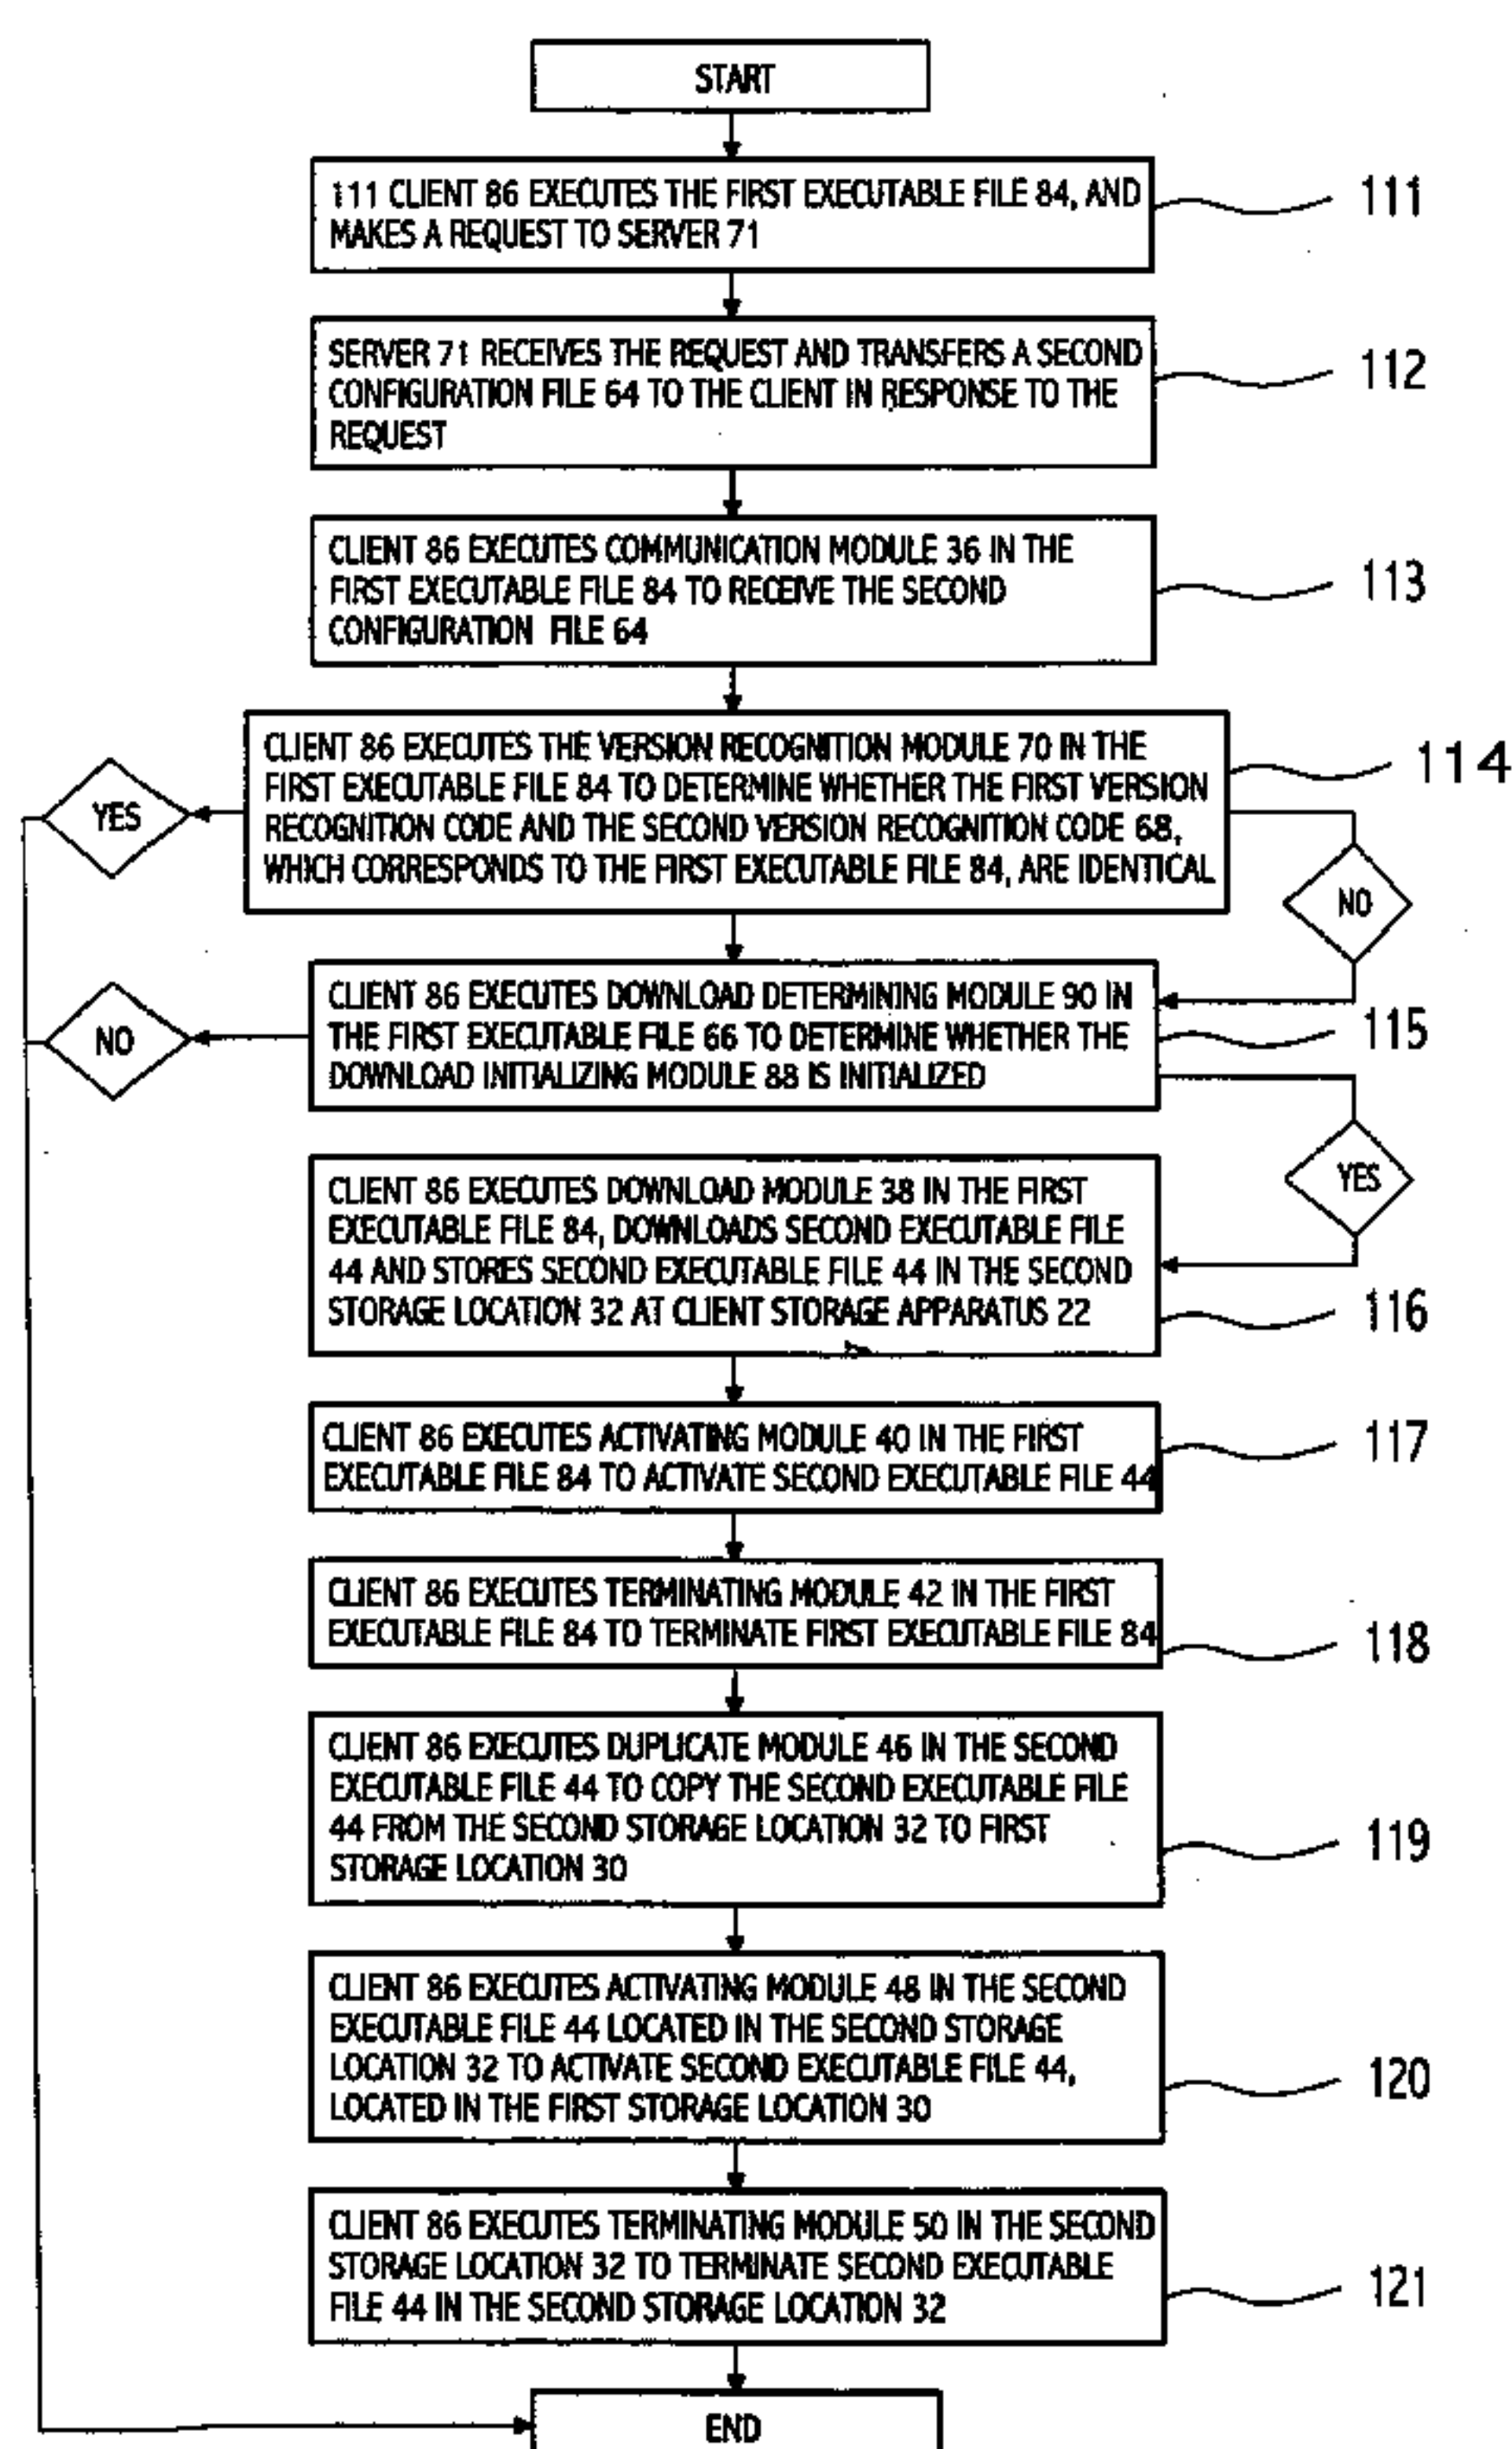 START
111 CLIENT 86 EXECUTES THE FIRST EXECUTABLE FILE 84, AND
MAKES A REQUEST TO SERVER 71
111
SERVER 71 RECEIVES THE REQUEST AND TRANSFERS A SECOND
CONFIGURATION FILE 64 TO THE CLIENT IN RESPONSE TO THE
REQUEST
112
CLIENT 86 EXECUTES COMMUNICATION MODULE 36 IN THE
FIRST EXECUTABLE FILE 84 TO RECEIVE THE SECOND
CONFIGURATION FILE 64
113
CLIENT 86 EXECUTES THE VERSION RECOGNITION MODULE 70 IN THE
FIRST EXECUTABLE FILE 84 TO DETERMINE WHETHER THE FIRST VERSION
RECOGNITION CODE AND THE SECOND VERSION RECOGNITION CODE 68,
WHICH CORRESPONDS TO THE FIRST EXECUTABLE FILE 84, ARE IDENTICAL
114
YES
NO
CLIENT 86 EXECUTES DOWNLOAD DETERMINING MODULE 90 IN
THE FIRST EXECUTABLE FILE 66 TO DETERMINE WHETHER THE
DOWNLOAD INITIALIZING MODULE 88 IS INITIALIZED
115
NO
YES
CLIENT 86 EXECUTES DOWNLOAD MODULE 38 IN THE FIRST
EXECUTABLE FILE 84, DOWNLOADS SECOND EXECUTABLE FILE
44 AND STORES SECOND EXECUTABLE FILE 44 IN THE SECOND
STORAGE LOCATION 32 AT CLIENT STORAGE APPARATUS 22
116
CLIENT 86 EXECUTES ACTIVATING MODULE 40 IN THE FIRST
EXECUTABLE FILE 84 TO ACTIVATE SECOND EXECUTABLE FILE 44
117
CLIENT 86 EXECUTES TERMINATING MODULE 42 IN THE FIRST
EXECUTABLE FILE 84 TO TERMINATE FIRST EXECUTABLE FILE 84
118
CLIENT 86 EXECUTES DUPLICATE MODULE 46 IN THE SECOND
EXECUTABLE FILE 44 TO COPY THE SECOND EXECUTABLE FILE
44 FROM THE SECOND STORAGE LOCATION 32 TO FIRST
STORAGE LOCATION 30
119
CLIENT 86 EXECUTES ACTIVATING MODULE 48 IN THE SECOND
EXECUTABLE FILE 44 LOCATED IN THE SECOND STORAGE
LOCATION 32 TO ACTIVATE SECOND EXECUTABLE FILE 44,
LOCATED IN THE FIRST STORAGE LOCATION 30
120
CLIENT 86 EXECUTES TERMINATING MODULE 50 IN THE SECOND
STORAGE LOCATION 32 TO TERMINATE SECOND EXECUTABLE
FILE 44 IN THE SECOND STORAGE LOCATION 32
121
END